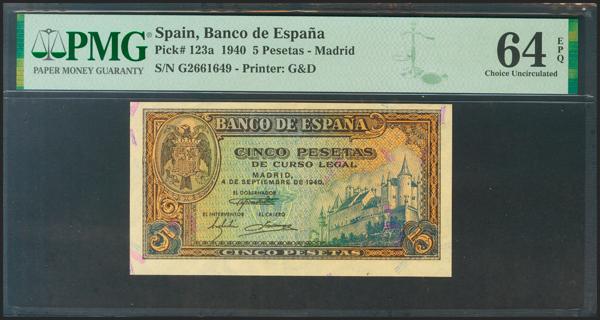 PMG
PAPER MONEY GUARANTY
Spain, Banco de España
Pick# 123a 1940 5 Pesetas - Madrid
S/N G2661649 - Printer: G&D
64 EPQ
Choice Uncirculated
BANCO DE ESPAÑA
CINCO PESETAS
DE CURSO LEGAL
MADRID,
4 DE SEPTIEMBRE DE 1940.
EL GOBERNADOR
EL INTERVENTOR EL CAJERO
5 5
CINCO PESETAS